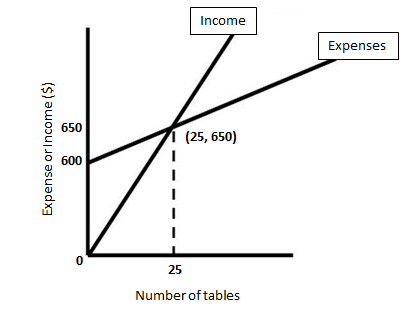 Income
Expenses
Expense or Income ($)
650
(25, 650)
600
0
25
Number of tables